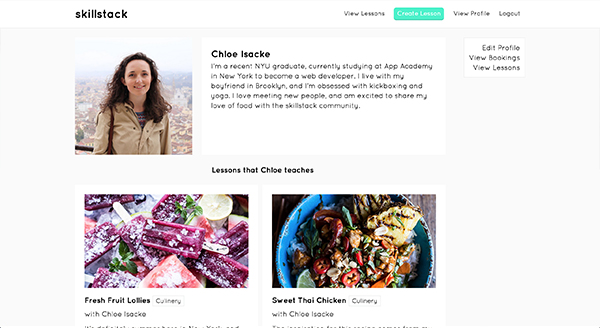 skillstack
View Lessons Create Lesson View Profile Logout
Chloe Isacke
I'm a recent NYU graduate, currently studying at App Academy
in New York to become a web developer. I live with my
boyfriend in Brooklyn, and I'm obsessed with kickboxing and
yoga. I love meeting new people, and am excited to share my
love of food with the skillstack community.
Edit Profile
View Bookings
View Lessons
Lessons that Chloe teaches
Fresh Fruit Lollies Culinery
with Chloe Isacke
Sweet Thai Chicken Culinery
with Chloe Isacke